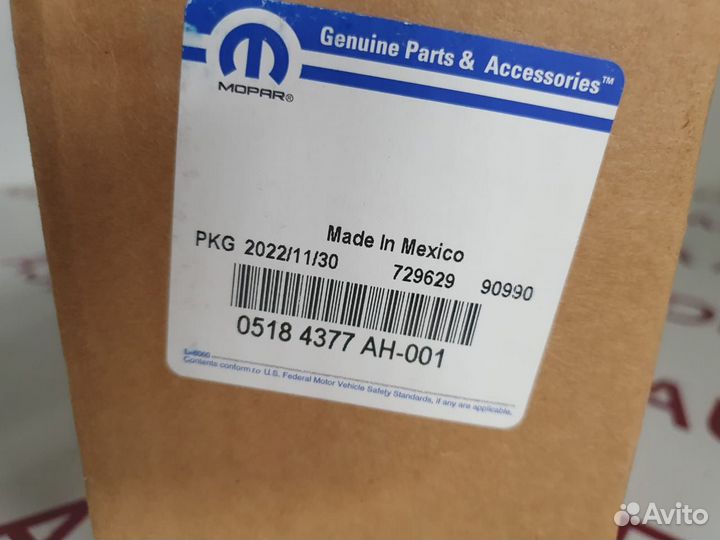 Genuine Parts & Accessories™
MOPAR®
Made In Mexico
PKG 2022/11/30 729629 90990
0518 4377 AH-001
L-6060
Contents conform to U.S. Federal Motor Vehicle Safety Standards, if any are applicable.
Avito